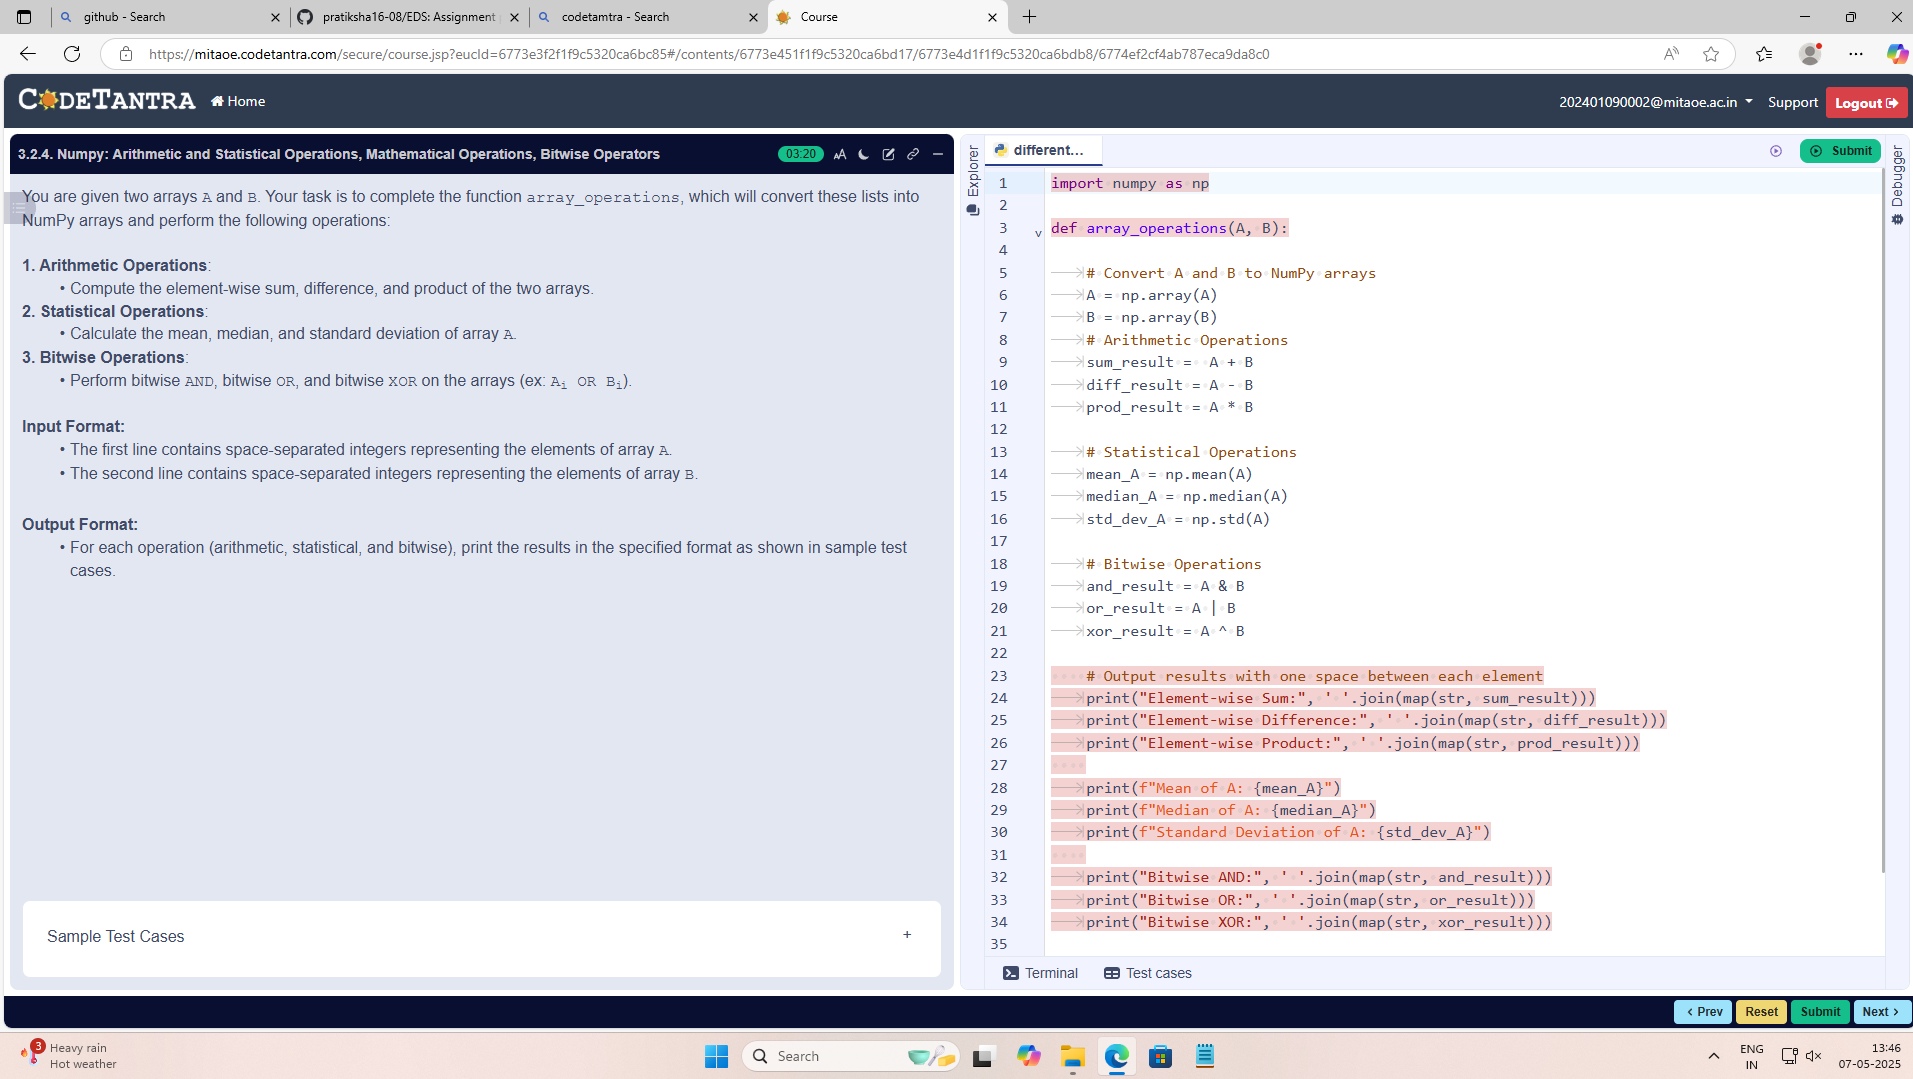 github - Search
pratiksha16-08/EDS: Assignment
codetamtra - Search
Course
https://mitaoe.codetantra.com/secure/course.jsp?eucId=6773e3f2f1f9c5320ca6bc85#/contents/6773e451f1f9c5320ca6bd17/6773e4d1f1f9c5320ca6bdb8/6774ef2cf4ab787eca9da8c0
CODETANTRA
Home
202401090002@mitaoe.ac.in
Support
Logout
3.2.4. Numpy: Arithmetic and Statistical Operations, Mathematical Operations, Bitwise Operators
03:20
AA
You are given two arrays A and B. Your task is to complete the function array_operations, which will convert these lists into
NumPy arrays and perform the following operations:
1. Arithmetic Operations:
• Compute the element-wise sum, difference, and product of the two arrays.
2. Statistical Operations:
• Calculate the mean, median, and standard deviation of array A.
3. Bitwise Operations:
• Perform bitwise AND, bitwise OR, and bitwise XOR on the arrays (ex: Ai OR Bi).
Input Format:
• The first line contains space-separated integers representing the elements of array A.
• The second line contains space-separated integers representing the elements of array B.
Output Format:
• For each operation (arithmetic, statistical, and bitwise), print the results in the specified format as shown in sample test
cases.
Sample Test Cases
+
Explorer
different...
Submit
Debugger
1 import numpy as np
2
3 def array_operations(A, B):
4
5 # Convert A and B to NumPy arrays
6 A = np.array(A)
7 B = np.array(B)
8 # Arithmetic Operations
9 sum_result =  A + B
10 diff_result = A - B
11 prod_result = A * B
12
13 # Statistical Operations
14 mean_A = np.mean(A)
15 median_A = np.median(A)
16 std_dev_A = np.std(A)
17
18 # Bitwise Operations
19 and_result = A & B
20 or_result = A | B
21 xor_result = A ^ B
22
23 # Output results with one space between each element
24 print("Element-wise Sum:", ' '.join(map(str, sum_result)))
25 print("Element-wise Difference:", ' '.join(map(str, diff_result)))
26 print("Element-wise Product:", ' '.join(map(str, prod_result)))
27
28 print(f"Mean of A: {mean_A}")
29 print(f"Median of A: {median_A}")
30 print(f"Standard Deviation of A: {std_dev_A}")
31
32 print("Bitwise AND:", ' '.join(map(str, and_result)))
33 print("Bitwise OR:", ' '.join(map(str, or_result)))
34 print("Bitwise XOR:", ' '.join(map(str, xor_result)))
35
Terminal
Test cases
< Prev
Reset
Submit
Next >
3
Heavy rain
Hot weather
Search
ENG
IN
13:46
07-05-2025